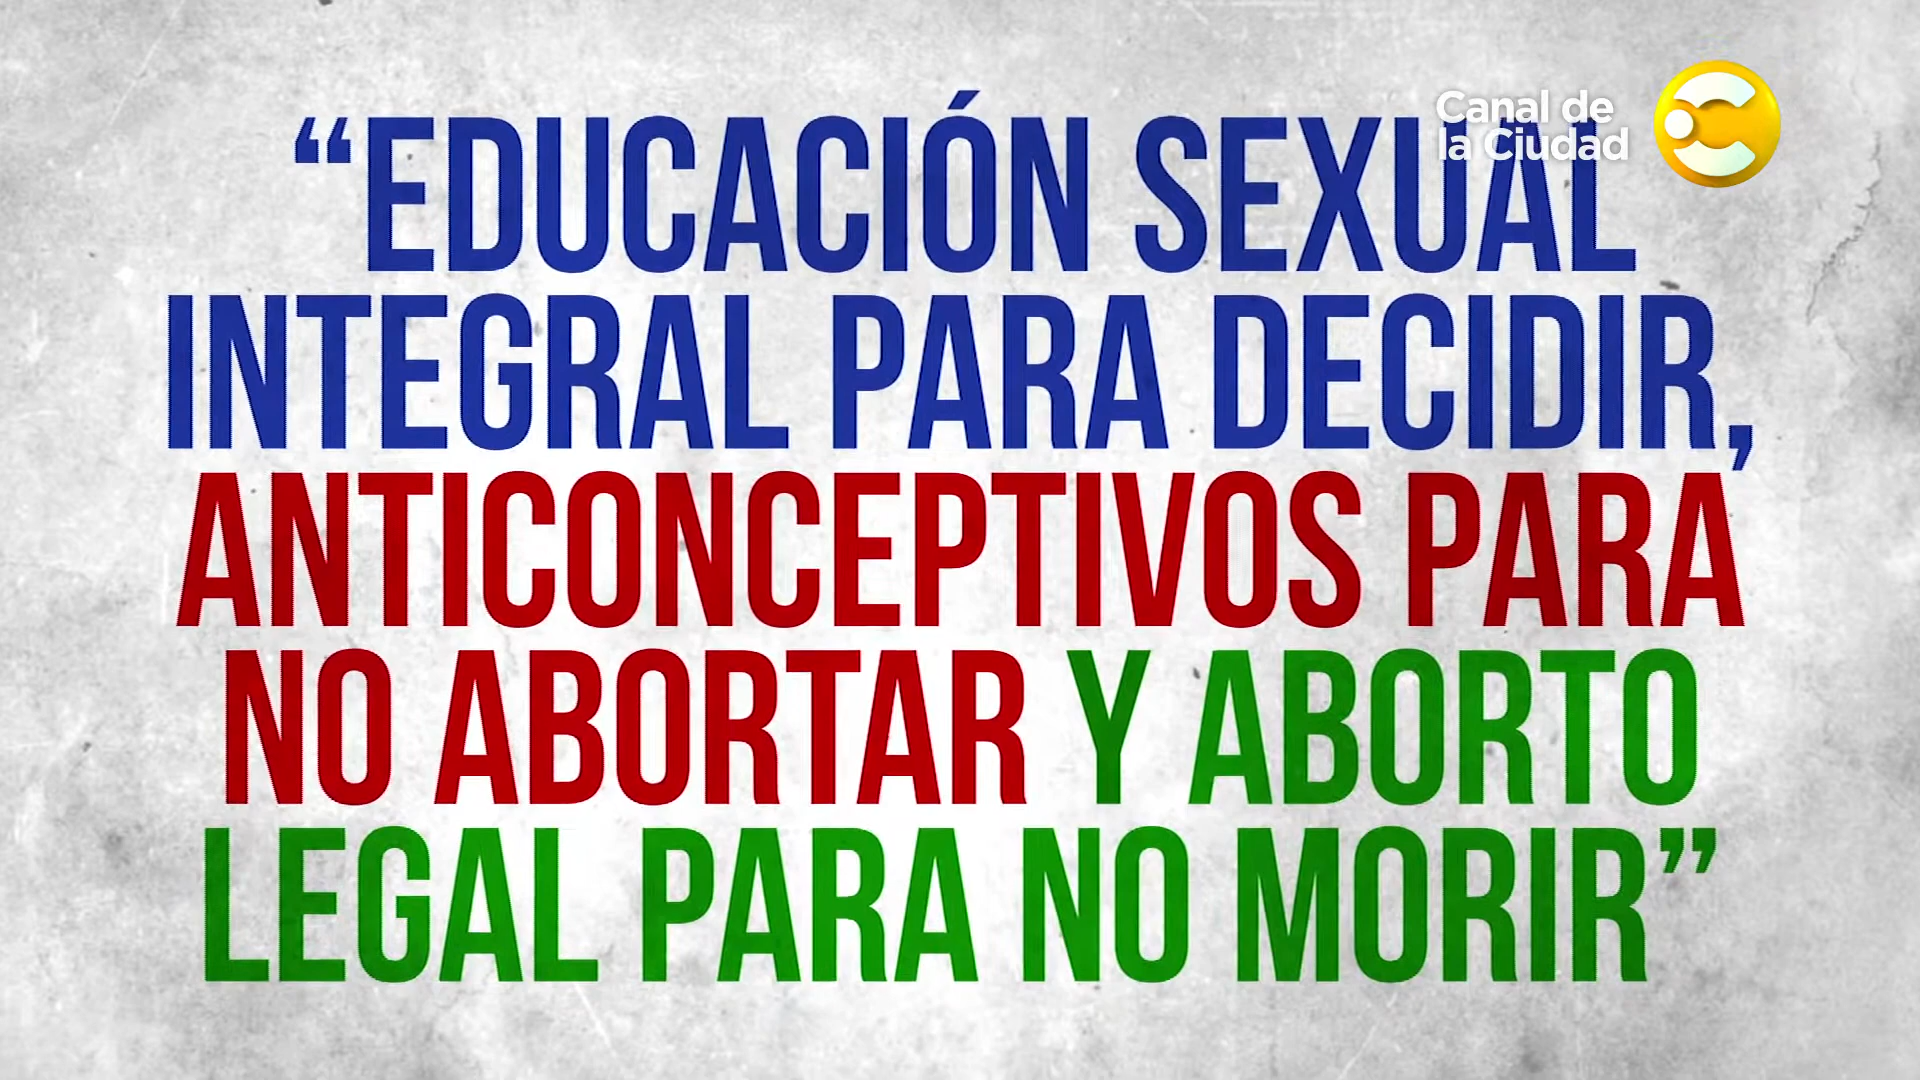 Canal de
la Ciudad
“EDUCACIÓN SEXUAL
INTEGRAL PARA DECIDIR,
ANTICONCEPTIVOS PARA
NO ABORTAR Y ABORTO
LEGAL PARA NO MORIR”